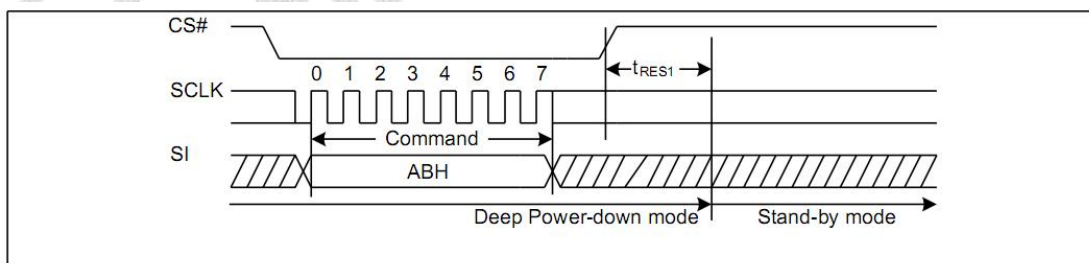 CS#
tRES1
0 1 2 3 4 5 6 7
SCLK
Command
SI
ABH
Deep Power-down mode Stand-by mode